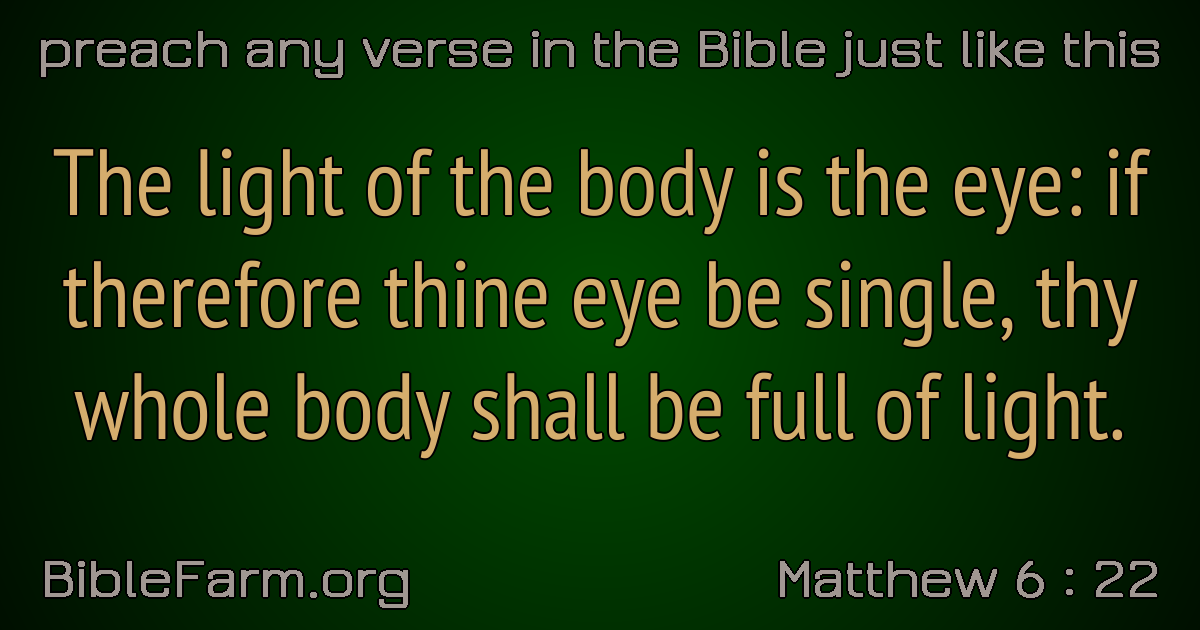 preach any verse in the Bible just like this
The light of the body is the eye: if
therefore thine eye be single, thy
whole body shall be full of light.
BibleFarm.org
Matthew 6 : 22